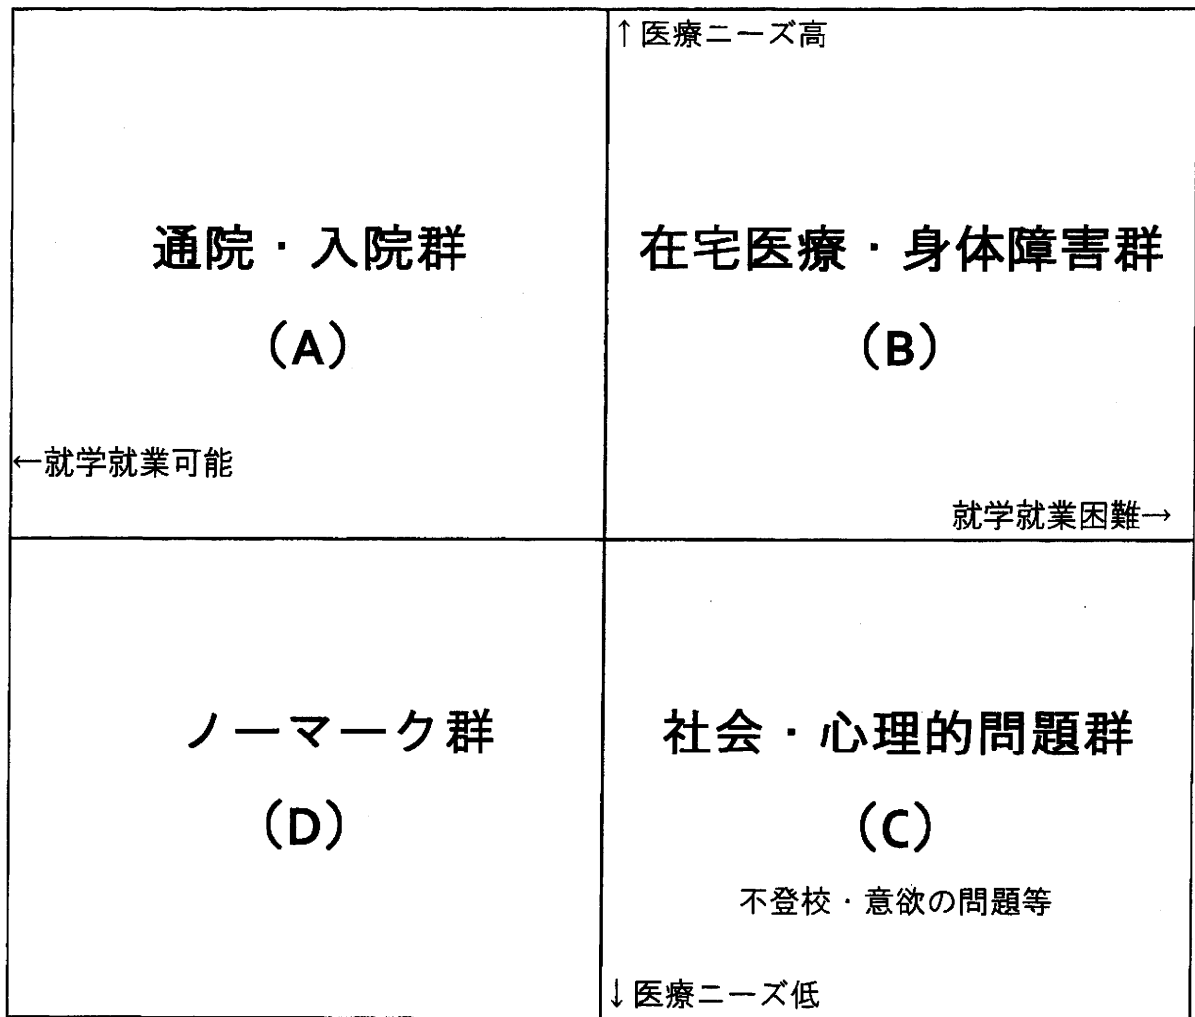 ↑医療ニーズ高
通院・入院群
(A)
在宅医療・身体障害群
(B)
←就学就業可能
就学就業困難→
ノーマーク群
(D)
社会・心理的問題群
(C)
不登校・意欲の問題等
↓医療ニーズ低